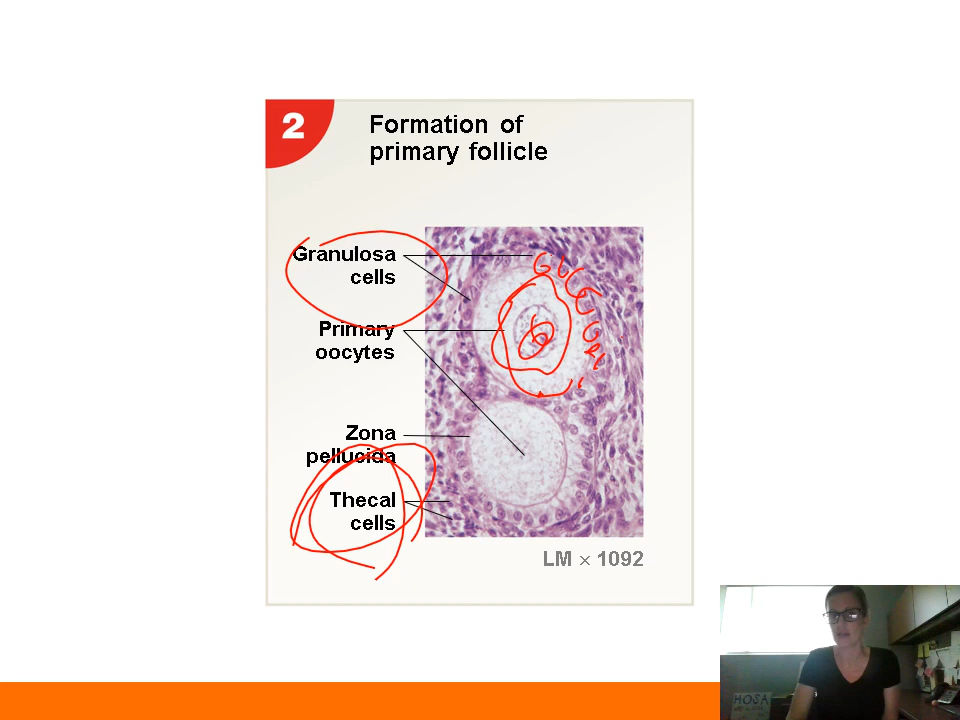 2
Formation of
primary follicle
Granulosa
cells
Primary
oocytes
Zona
pellucida
Thecal
cells
LM × 1092
HOSA